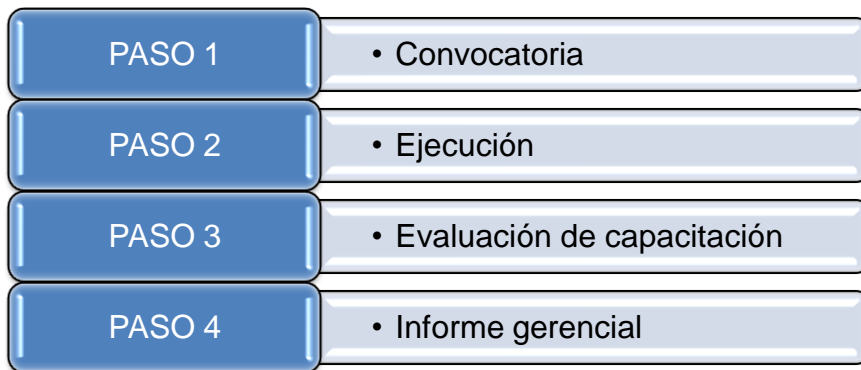 PASO 1
• Convocatoria
PASO 2
• Ejecución
PASO 3
• Evaluación de capacitación
PASO 4
• Informe gerencial